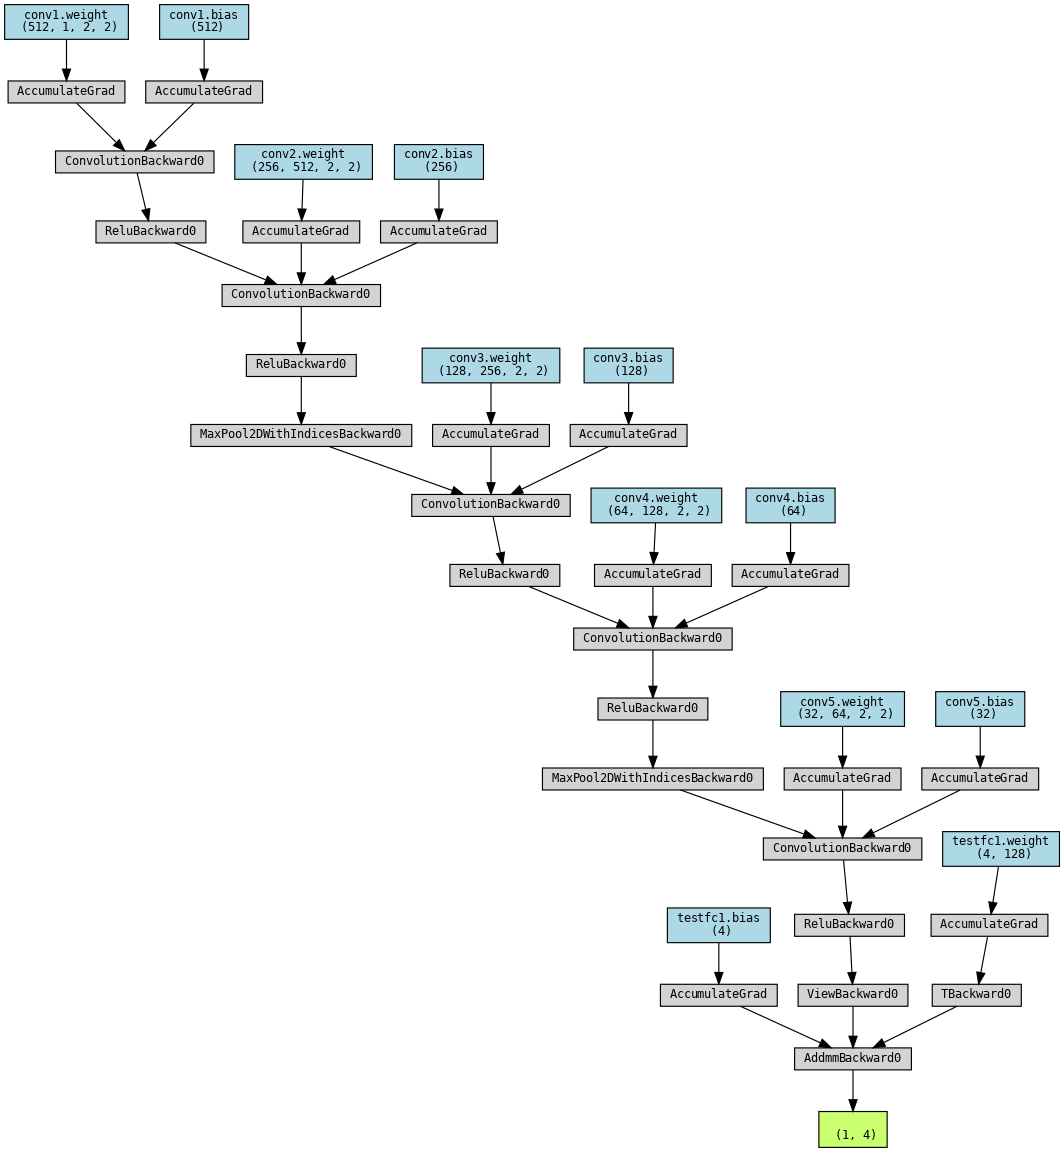 conv1.weight
(512, 1, 2, 2)
conv1.bias
(512)
AccumulateGrad
AccumulateGrad
ConvolutionBackward0
conv2.weight
(256, 512, 2, 2)
conv2.bias
(256)
ReluBackward0
AccumulateGrad
AccumulateGrad
ConvolutionBackward0
ReluBackward0
conv3.weight
(128, 256, 2, 2)
conv3.bias
(128)
MaxPool2DWithIndicesBackward0
AccumulateGrad
AccumulateGrad
ConvolutionBackward0
conv4.weight
(64, 128, 2, 2)
conv4.bias
(64)
ReluBackward0
AccumulateGrad
AccumulateGrad
ConvolutionBackward0
ReluBackward0
conv5.weight
(32, 64, 2, 2)
conv5.bias
(32)
MaxPool2DWithIndicesBackward0
AccumulateGrad
AccumulateGrad
ConvolutionBackward0
testfc1.weight
(4, 128)
testfc1.bias
(4)
ReluBackward0
AccumulateGrad
AccumulateGrad
ViewBackward0
TBackward0
AddmmBackward0
(1, 4)